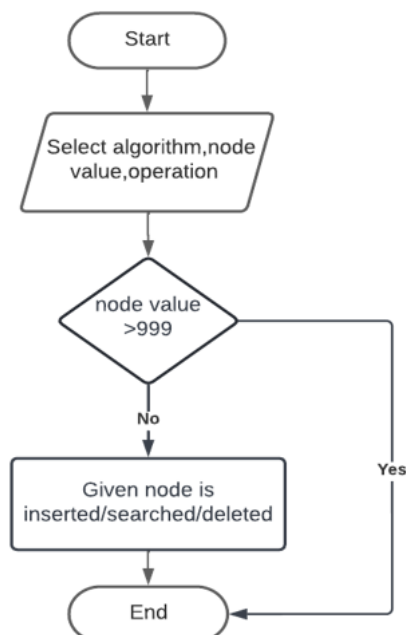 Start
Select algorithm,node
value,operation
node value
>999
No
Yes
Given node is
inserted/searched/deleted
End